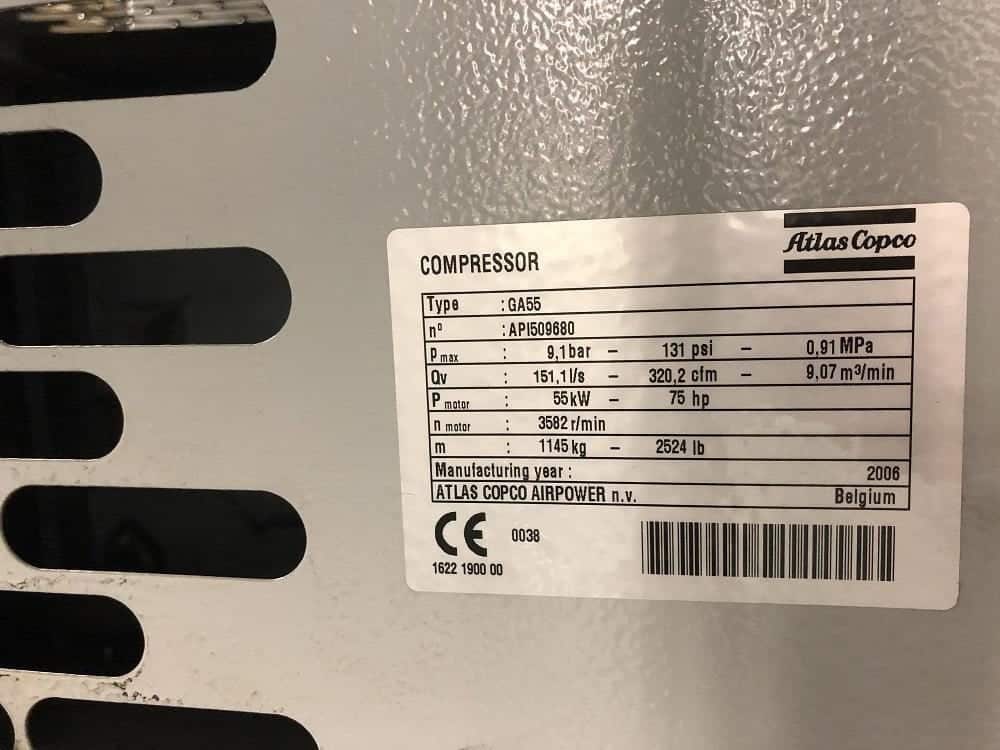 Atlas Copco
COMPRESSOR
Type : GA55
nº : API509680
P max : 9,1 bar – 131 psi – 0,91 MPa
Qv : 151,1 l/s – 320,2 cfm – 9,07 m³/min
P motor : 55 kW – 75 hp
n motor : 3582 r/min
m : 1145 kg – 2524 lb
Manufacturing year : 2006
ATLAS COPCO AIRPOWER n.v. Belgium
CE 0038
1622 1900 00